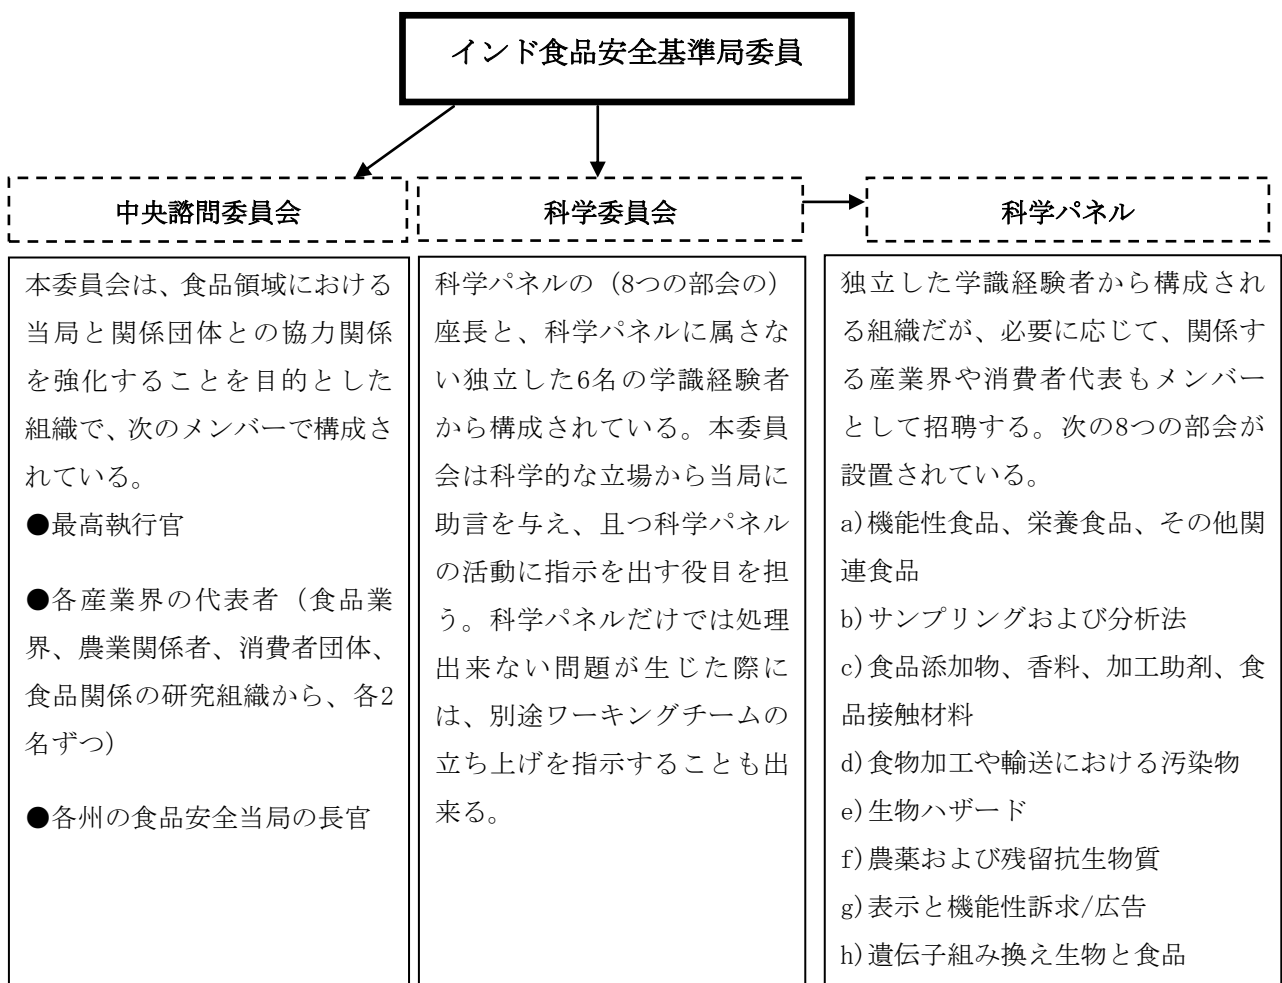 インド食品安全基準局委員
中央諮問委員会
本委員会は、食品領域における
当局と関係団体との協力関係
を強化することを目的とした
組織で、次のメンバーで構成さ
れている。
●最高執行官
●各産業界の代表者（食品業
界、農業関係者、消費者団体、
食品関係の研究組織から、各2
名ずつ）
●各州の食品安全当局の長官
科学委員会
科学パネルの（8つの部会の）
座長と、科学パネルに属さな
い独立した6名の学識経験者
から構成されている。本委員
会は科学的な立場から当局に
助言を与え、且つ科学パネル
の活動に指示を出す役目を担
う。科学パネルだけでは処理
出来ない問題が生じた際に
は、別途ワーキングチームの
立ち上げを指示することも出
来る。
科学パネル
独立した学識経験者から構成され
る組織だが、必要に応じて、関係す
る産業界や消費者代表もメンバー
として招聘する。次の8つの部会が
設置されている。
a)機能性食品、栄養食品、その他関
連食品
b)サンプリングおよび分析法
c)食品添加物、香料、加工助剤、食
品接触材料
d)食物加工や輸送における汚染物
e)生物ハザード
f)農薬および残留抗生物質
g)表示と機能性訴求/広告
h)遺伝子組み換え生物と食品